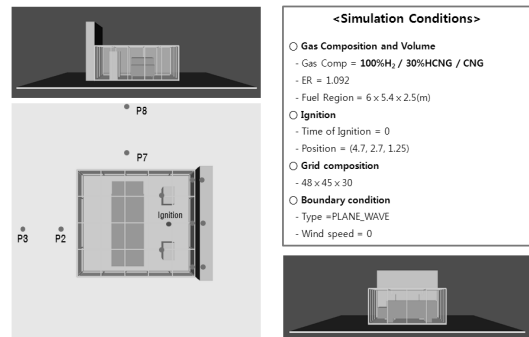 P8
P7
Ignition
P3
P2
<Simulation Conditions>
○ Gas Composition and Volume
- Gas Comp = 100%H₂ / 30%HCNG / CNG
- ER = 1.092
- Fuel Region = 6 x 5.4 x 2.5(m)
○ Ignition
- Time of Ignition = 0
- Position = (4.7, 2.7, 1.25)
○ Grid composition
- 48 x 45 x 30
○ Boundary condition
- Type =PLANE_WAVE
- Wind speed = 0